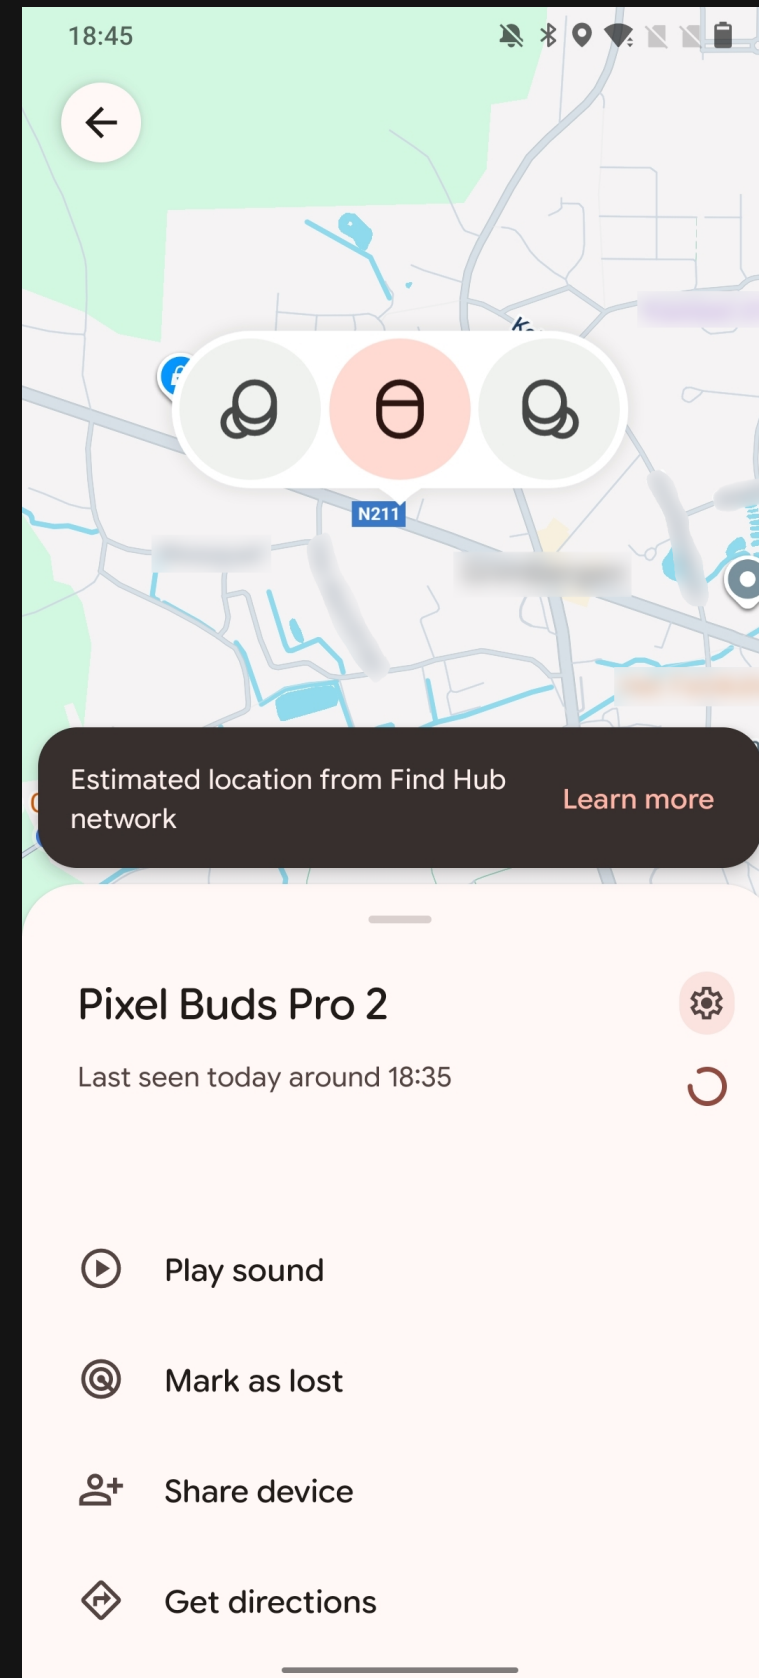 18:45
N211
Estimated location from Find Hub
network
Learn more
Pixel Buds Pro 2
Last seen today around 18:35
Play sound
Mark as lost
Share device
Get directions